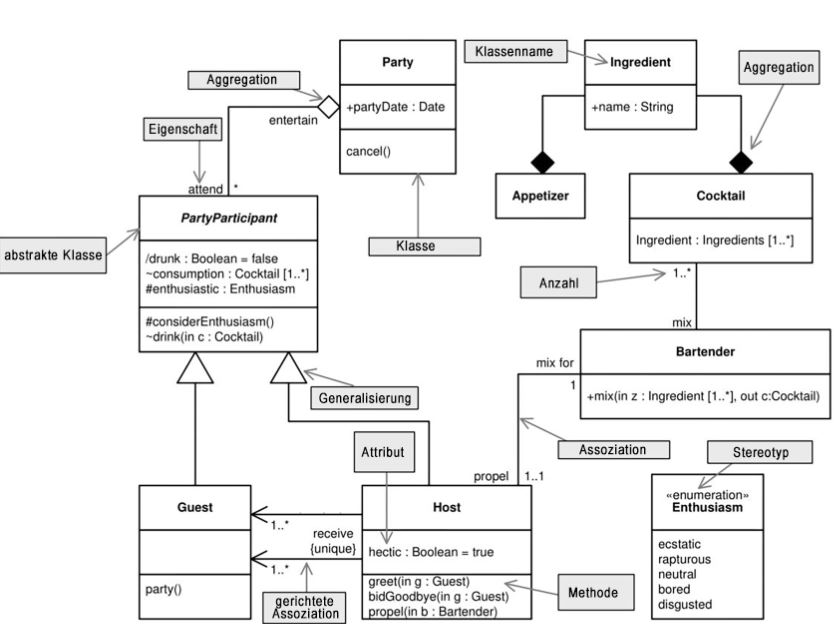 Party
+partyDate : Date
cancel()
Klassenname
Ingredient
+name : String
Aggregation
Aggregation
entertain
Eigenschaft
attend *
Klasse
Appetizer
Cocktail
Ingredient : Ingredients [1..*]
PartyParticipant
/drunk : Boolean = false
~consumption : Cocktail [1..*]
#enthusiastic : Enthusiasm
#considerEnthusiasm()
~drink(in c : Cocktail)
abstrakte Klasse
Anzahl
1..*
mix
Bartender
+mix(in z : Ingredient [1..*], out c:Cocktail)
mix for
1
Generalisierung
Attribut
Assoziation
Stereotyp
propel 1..1
Guest
party()
Host
hectic : Boolean = true
greet(in g : Guest)
bidGoodbye(in g : Guest)
propel(in b : Bartender)
1..*
receive
{unique}
1..*
gerichtete
Assoziation
Methode
«enumeration»
Enthusiasm
ecstatic
rapturous
neutral
bored
disgusted